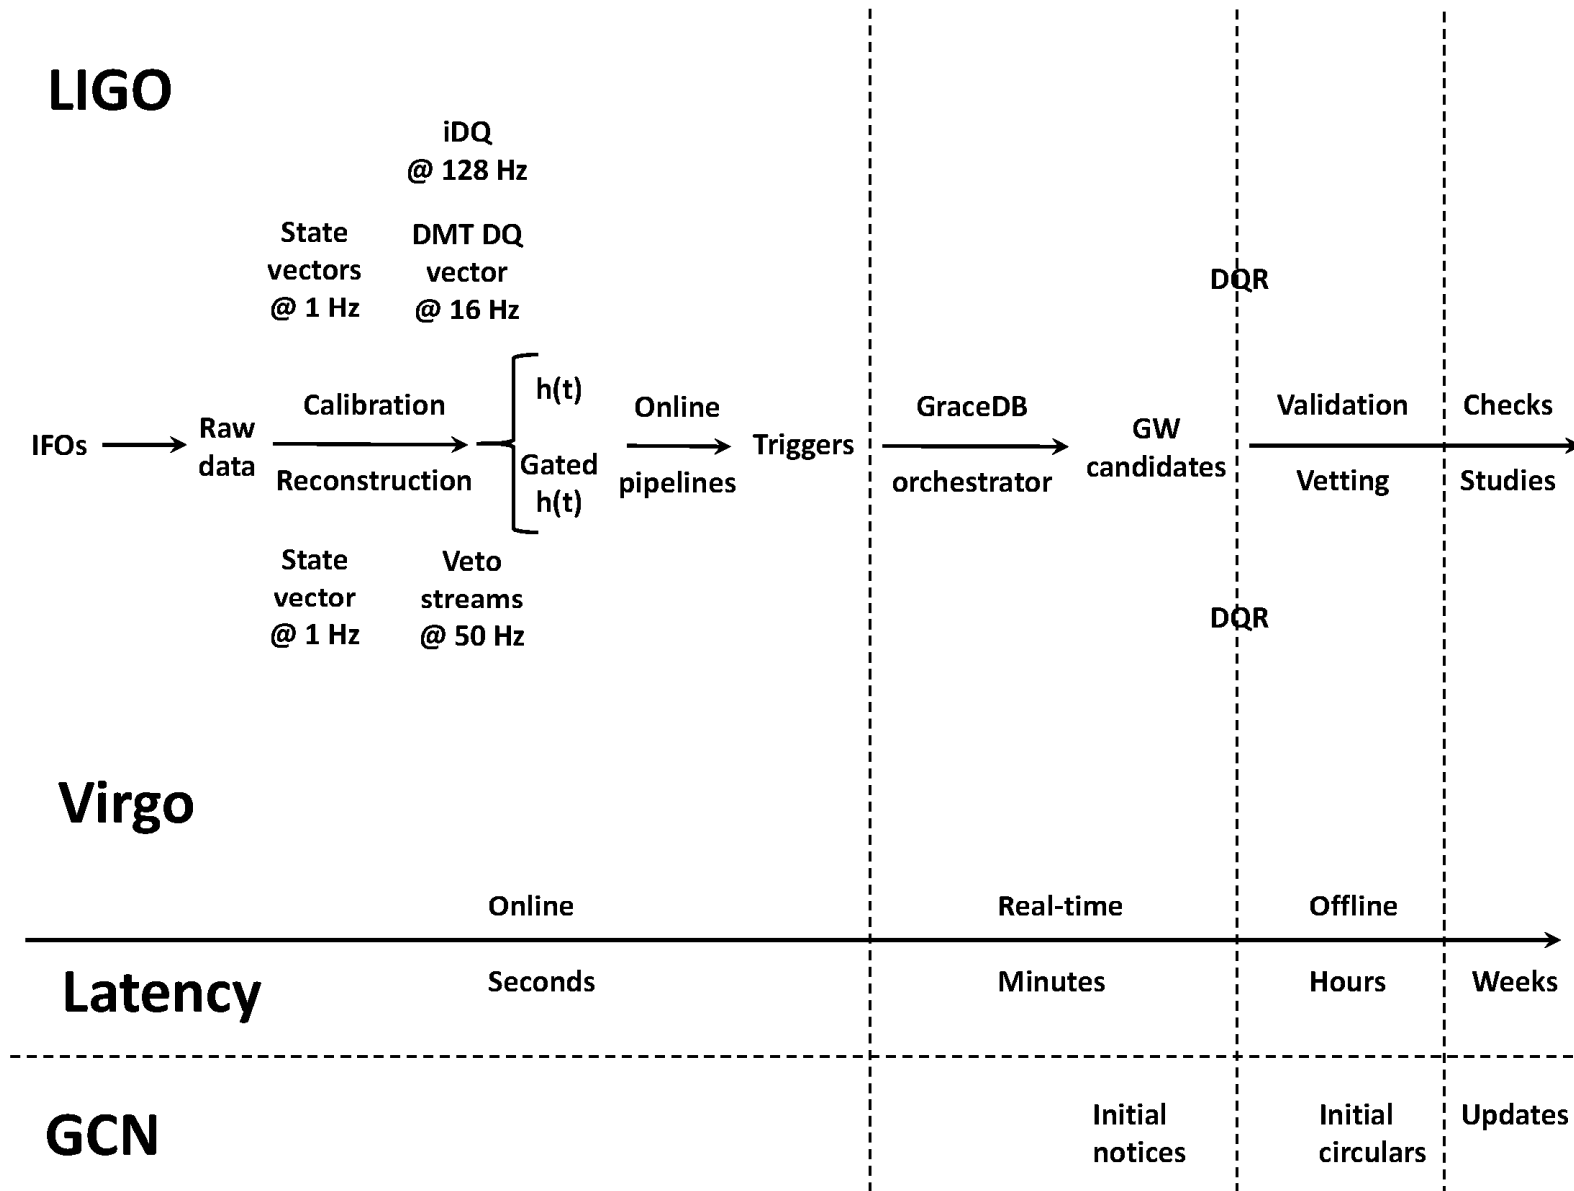 LIGO
iDQ
@ 128 Hz
State
vectors
@ 1 Hz
DMT DQ
vector
@ 16 Hz
DQR
IFOs
Raw
data
Calibration
Reconstruction
h(t)
Gated
h(t)
Online
pipelines
Triggers
GraceDB
orchestrator
GW
candidates
Validation
Vetting
Checks
Studies
State
vector
@ 1 Hz
Veto
streams
@ 50 Hz
DQR
Virgo
Online
Real-time
Offline
Latency
Seconds
Minutes
Hours
Weeks
GCN
Initial
notices
Initial
circulars
Updates